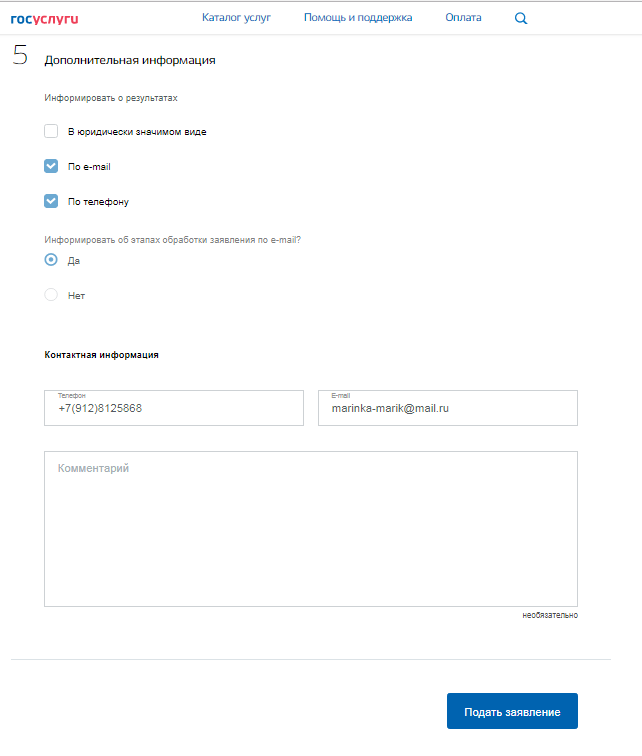 госуслуги Каталог услуг Помощь и поддержка Оплата
5 Дополнительная информация
Информировать о результатах
В юридически значимом виде
По e-mail
По телефону
Информировать об этапах обработки заявления по e-mail?
Да
Нет
Контактная информация
Телефон E-mail
+7(912)8125868 marinka-marik@mail.ru
Комментарий
необязательно
Подать заявление